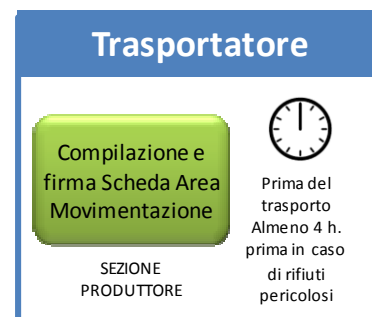 Trasportatore
Compilazione e
firma Scheda Area
Movimentazione
SEZIONE
PRODUTTORE
Prima del
trasporto
Almeno 4 h.
prima in caso
di rifiuti
pericolosi